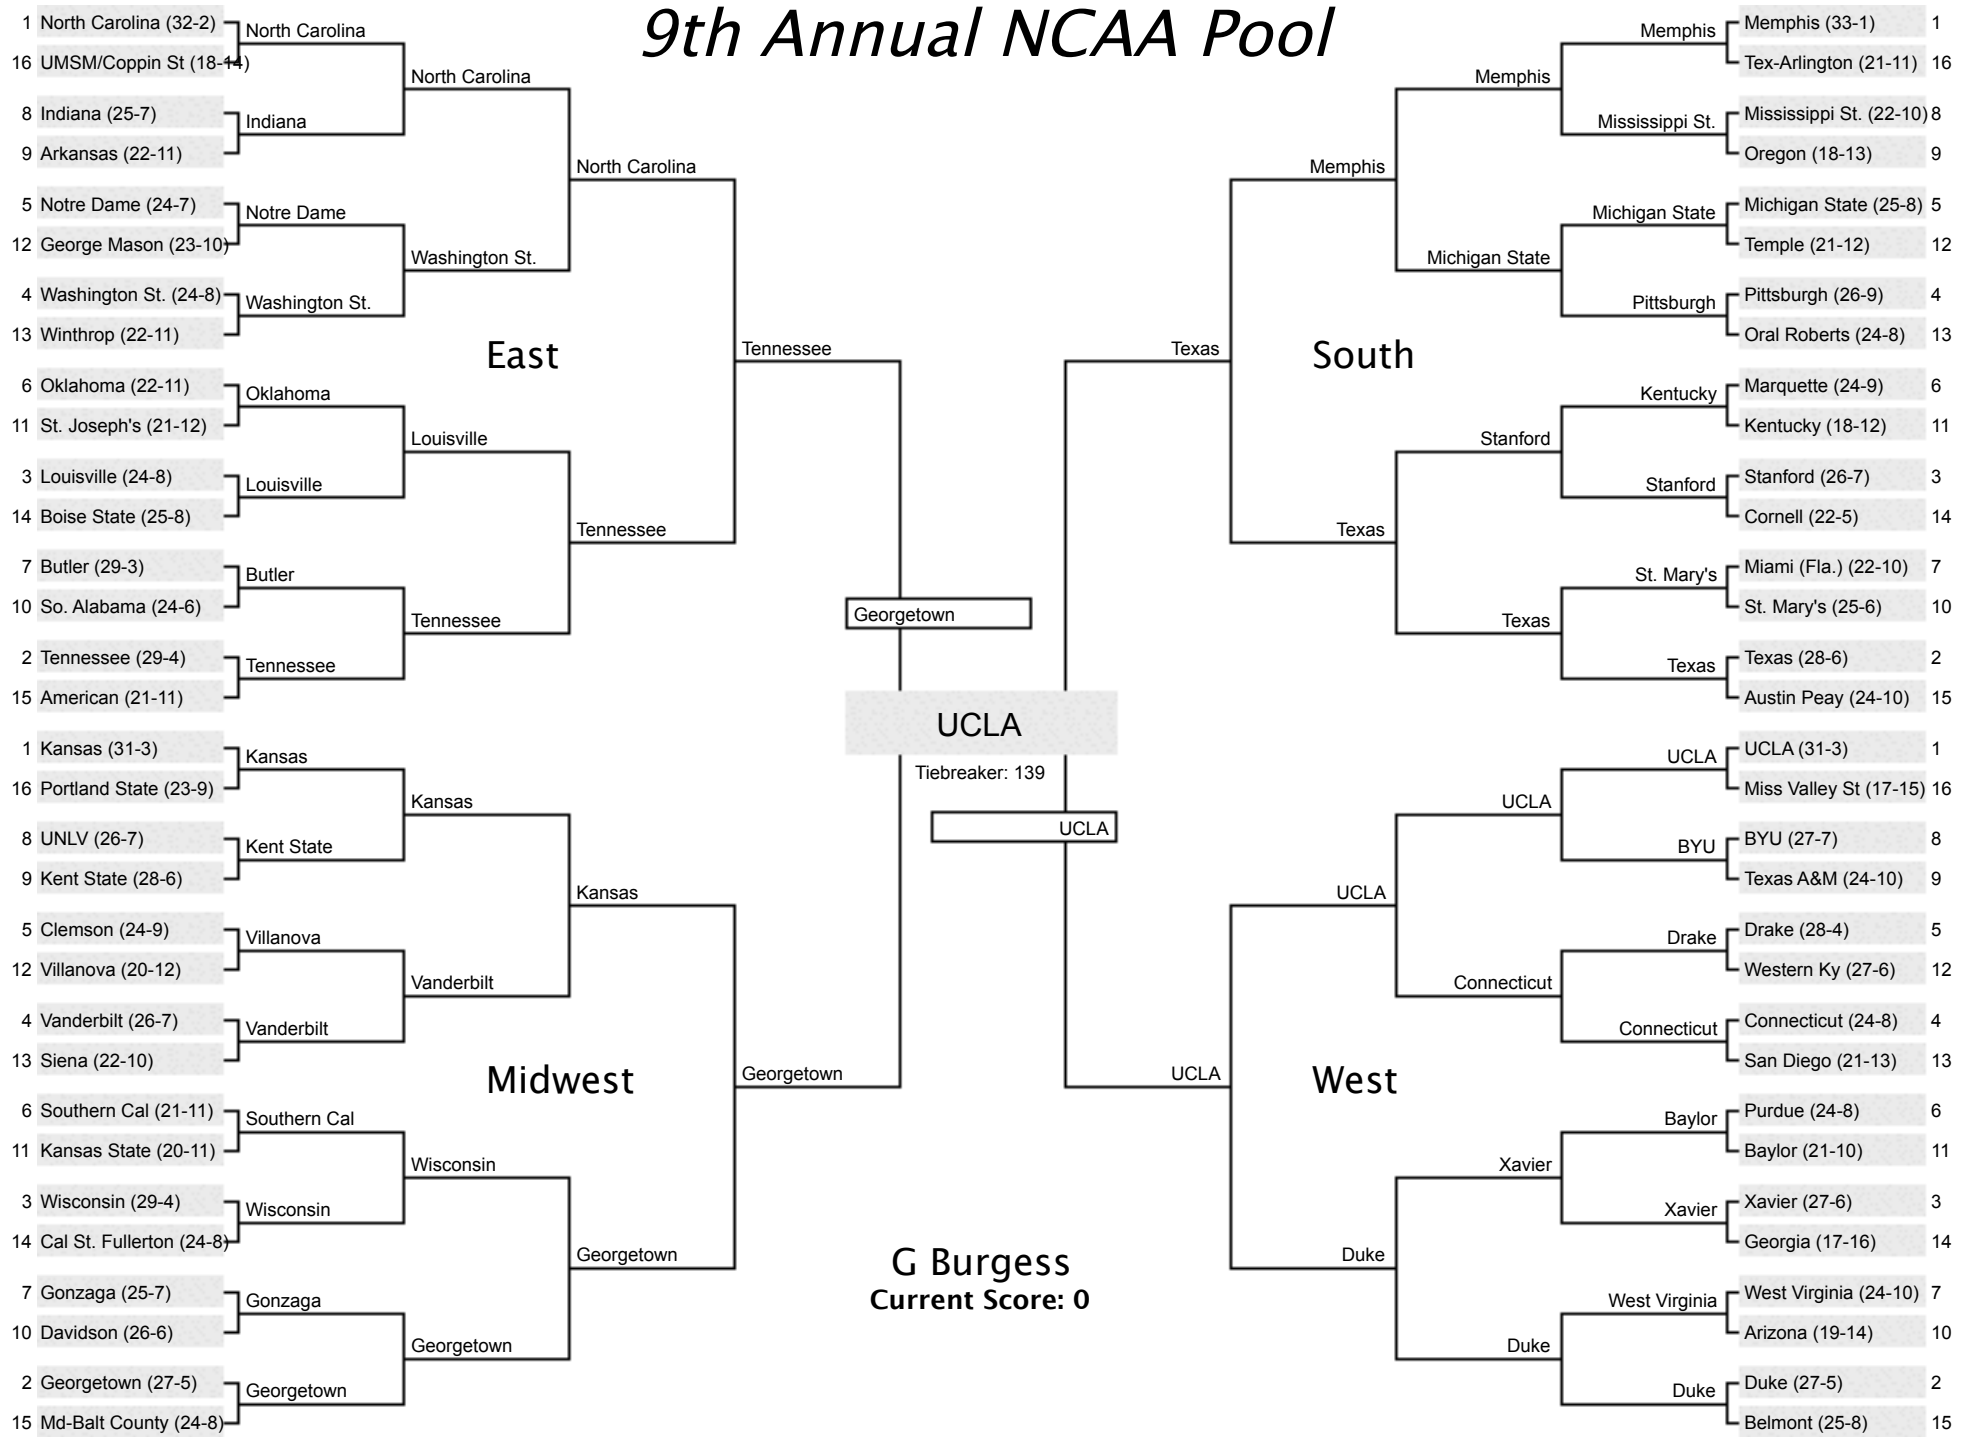 9th Annual NCAA Pool
1 North Carolina (32-2)
16 UMSM/Coppin St (18-14)
8 Indiana (25-7)
9 Arkansas (22-11)
5 Notre Dame (24-7)
12 George Mason (23-10)
4 Washington St. (24-8)
13 Winthrop (22-11)
6 Oklahoma (22-11)
11 St. Joseph's (21-12)
3 Louisville (24-8)
14 Boise State (25-8)
7 Butler (29-3)
10 So. Alabama (24-6)
2 Tennessee (29-4)
15 American (21-11)
North Carolina
Indiana
Notre Dame
Washington St.
Oklahoma
Louisville
Butler
Tennessee
North Carolina
Washington St.
Louisville
Tennessee
North Carolina
Tennessee
East
Tennessee
1 Kansas (31-3)
16 Portland State (23-9)
8 UNLV (26-7)
9 Kent State (28-6)
5 Clemson (24-9)
12 Villanova (20-12)
4 Vanderbilt (26-7)
13 Siena (22-10)
6 Southern Cal (21-11)
11 Kansas State (20-11)
3 Wisconsin (29-4)
14 Cal St. Fullerton (24-8)
7 Gonzaga (25-7)
10 Davidson (26-6)
2 Georgetown (27-5)
15 Md-Balt County (24-8)
Kansas
Kent State
Villanova
Vanderbilt
Southern Cal
Wisconsin
Gonzaga
Georgetown
Kansas
Vanderbilt
Wisconsin
Georgetown
Kansas
Georgetown
Midwest
Georgetown
Georgetown
UCLA
Tiebreaker: 139
UCLA
G Burgess
Current Score: 0
Memphis (33-1) 1
Tex-Arlington (21-11) 16
Mississippi St. (22-10) 8
Oregon (18-13) 9
Michigan State (25-8) 5
Temple (21-12) 12
Pittsburgh (26-9) 4
Oral Roberts (24-8) 13
Marquette (24-9) 6
Kentucky (18-12) 11
Stanford (26-7) 3
Cornell (22-5) 14
Miami (Fla.) (22-10) 7
St. Mary's (25-6) 10
Texas (28-6) 2
Austin Peay (24-10) 15
Memphis
Mississippi St.
Michigan State
Pittsburgh
Kentucky
Stanford
St. Mary's
Texas
Memphis
Michigan State
Stanford
Texas
Memphis
Texas
South
Texas
UCLA (31-3) 1
Miss Valley St (17-15) 16
BYU (27-7) 8
Texas A&M (24-10) 9
Drake (28-4) 5
Western Ky (27-6) 12
Connecticut (24-8) 4
San Diego (21-13) 13
Purdue (24-8) 6
Baylor (21-10) 11
Xavier (27-6) 3
Georgia (17-16) 14
West Virginia (24-10) 7
Arizona (19-14) 10
Duke (27-5) 2
Belmont (25-8) 15
UCLA
BYU
Drake
Connecticut
Baylor
Xavier
West Virginia
Duke
UCLA
Connecticut
Xavier
Duke
UCLA
Duke
West
UCLA